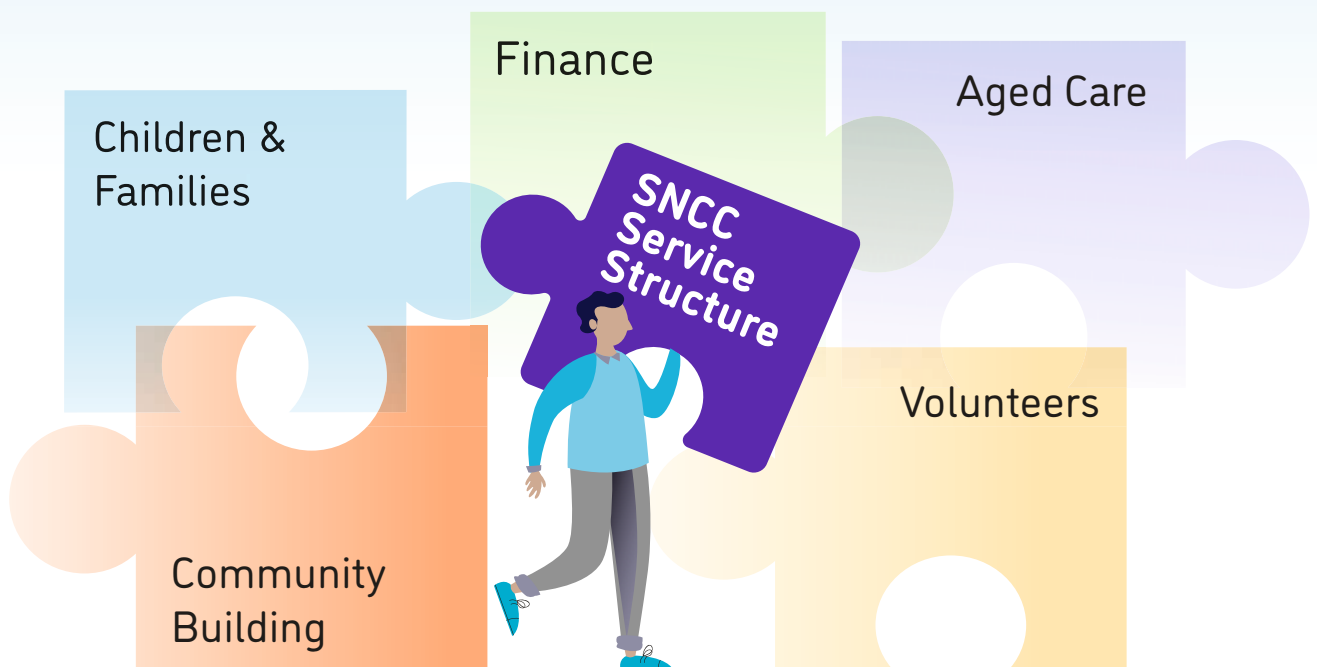 Children &
Families
Finance
Aged Care
SNCC
Service
Structure
Volunteers
Community
Building